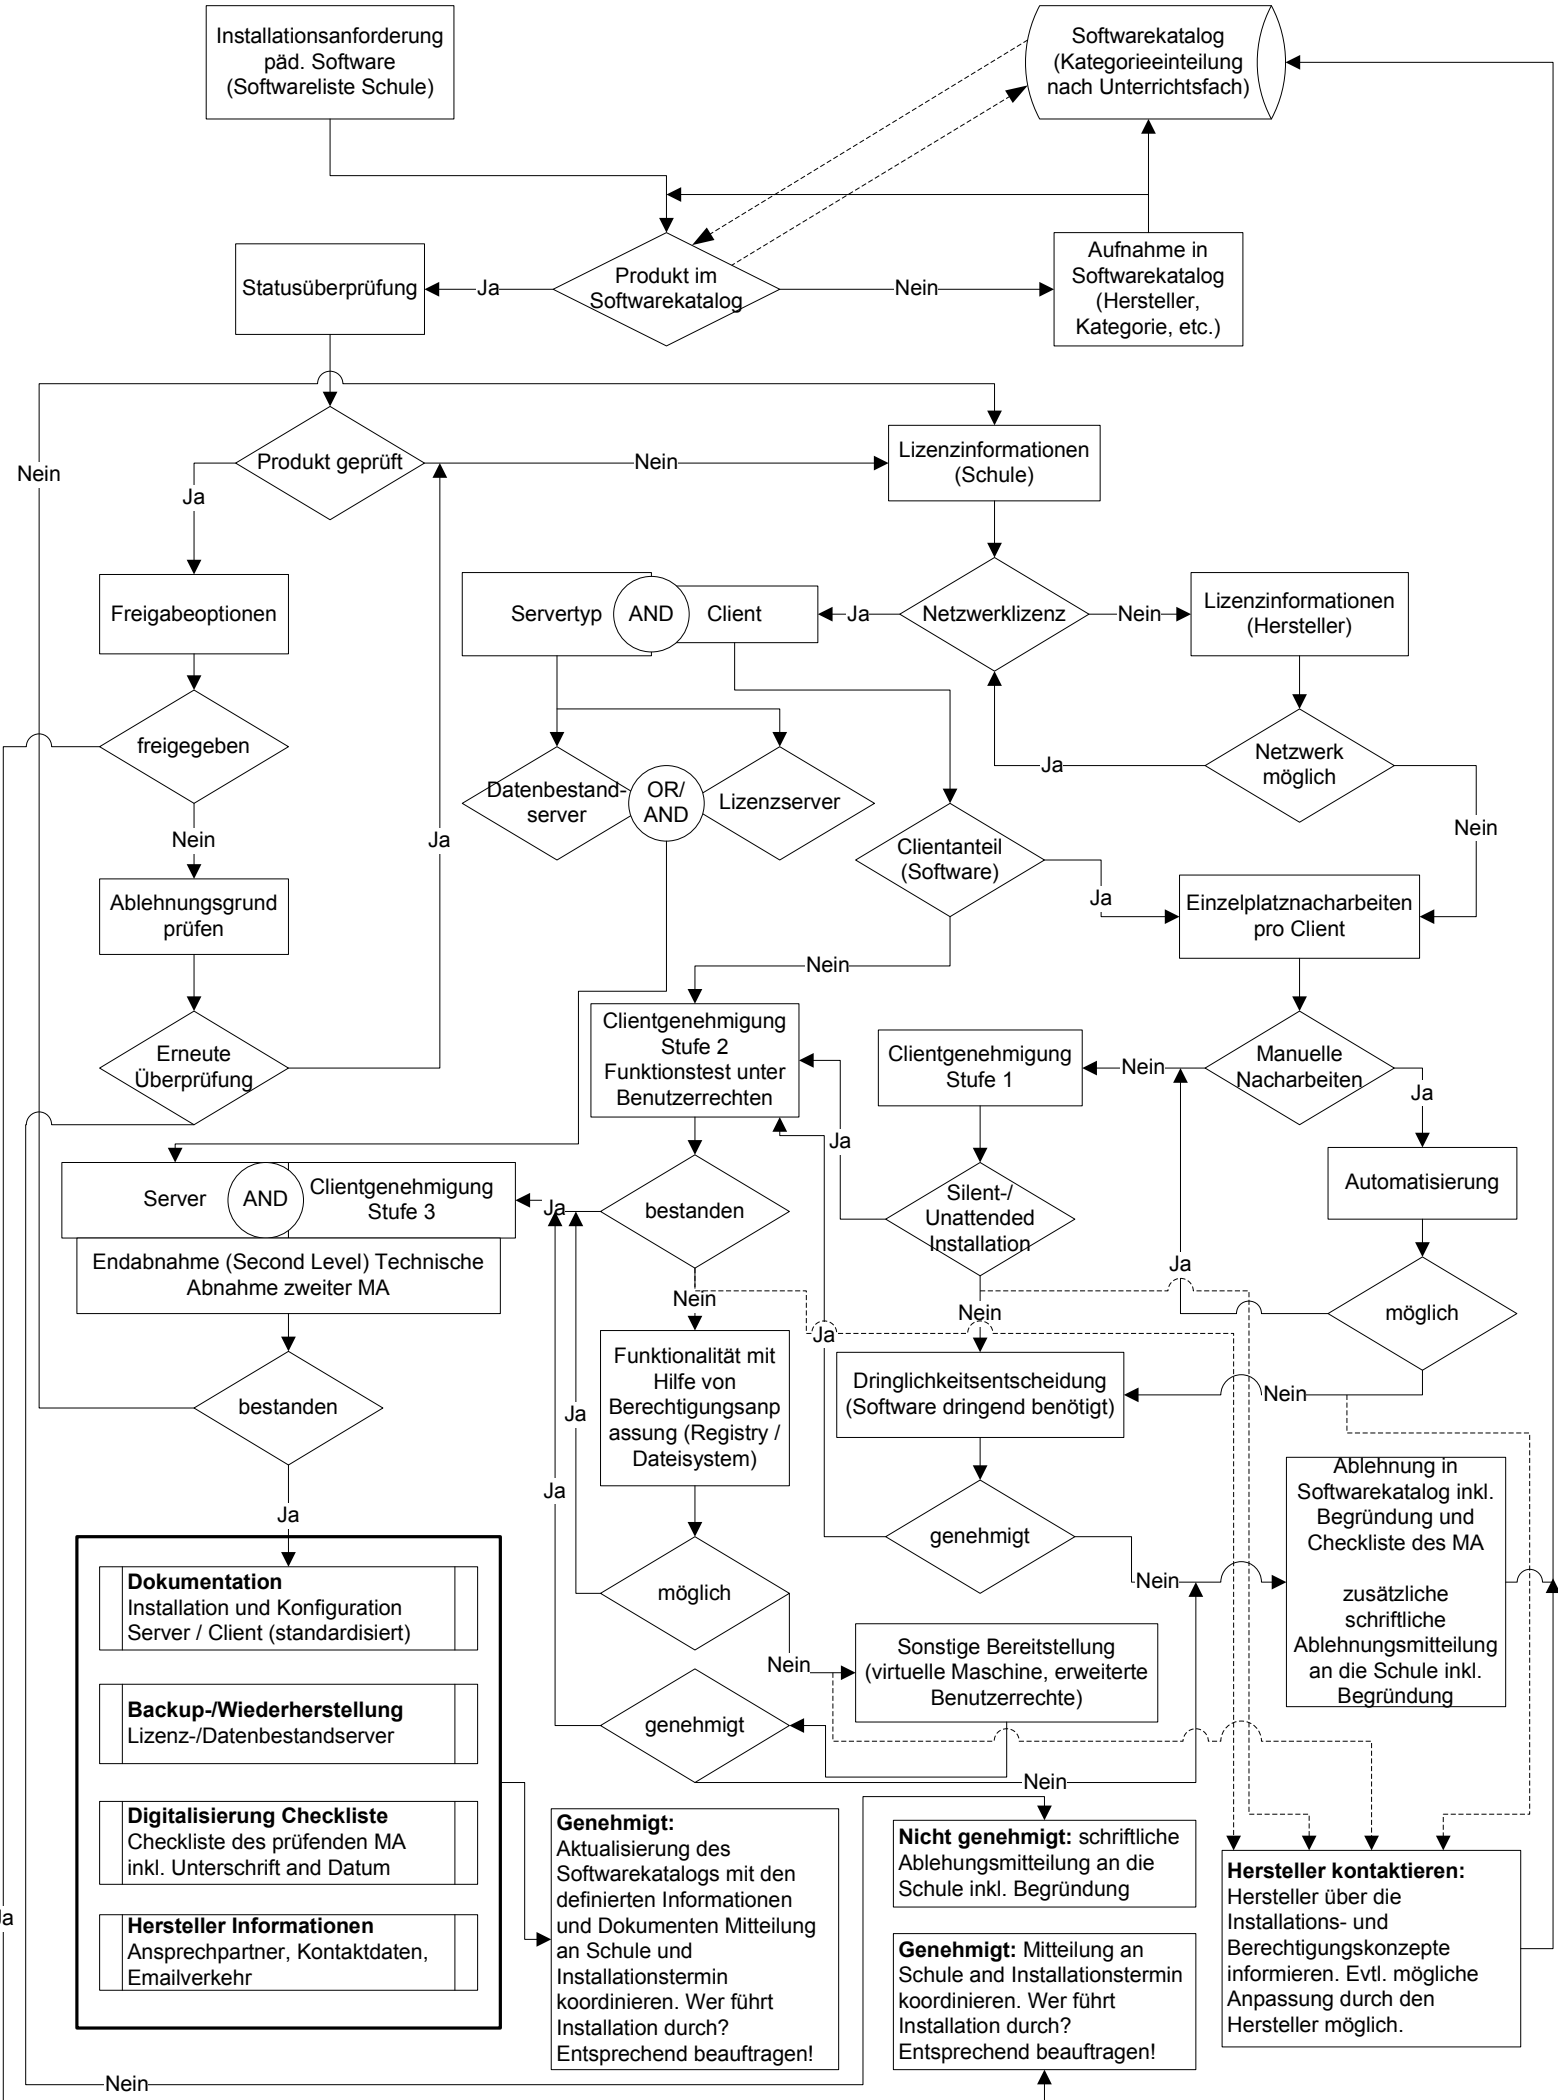 Installationsanforderung
päd. Software
(Softwareliste Schule)
Softwarekatalog
(Kategorieeinteilung
nach Unterrichtsfach)
Statusüberprüfung
Ja
Produkt im
Softwarekatalog
Nein
Aufnahme in
Softwarekatalog
(Hersteller,
Kategorie, etc.)
Nein
Produkt geprüft
Nein
Lizenzinformationen
(Schule)
Ja
Freigabeoptionen
Servertyp
AND
Client
Ja
Netzwerklizenz
Nein
Lizenzinformationen
(Hersteller)
freigegeben
Datenbestand-
server
OR/
AND
Lizenzserver
Ja
Netzwerk
möglich
Nein
Nein
Ja
Clientanteil
(Software)
Ja
Ablehnungsgrund
prüfen
Einzelplatznacharbeiten
pro Client
Nein
Erneute
Überprüfung
Clientgenehmigung
Stufe 2
Funktionstest unter
Benutzerrechten
Clientgenehmigung
Stufe 1
Nein
Manuelle
Nacharbeiten
Ja
Ja
Server
AND
Clientgenehmigung
Stufe 3
Ja
bestanden
Silent-/
Unattended
Installation
Automatisierung
Endabnahme (Second Level) Technische
Abnahme zweiter MA
Ja
Nein
Nein
möglich
Ja
bestanden
Funktionalität mit
Hilfe von
Berechtigungsanp
assung (Registry /
Dateisystem)
Dringlichkeitsentscheidung
(Software dringend benötigt)
Nein
Ja
Ja
Ja
genehmigt
Ablehnung in
Softwarekatalog inkl.
Begründung und
Checkliste des MA
zusätzliche
schriftliche
Ablehnungsmitteilung
an die Schule inkl.
Begründung
Nein
Dokumentation
Installation und Konfiguration
Server / Client (standardisiert)
möglich
Nein
Sonstige Bereitstellung
(virtuelle Maschine, erweiterte
Benutzerrechte)
Backup-/Wiederherstellung
Lizenz-/Datenbestandserver
genehmigt
Nein
Digitalisierung Checkliste
Checkliste des prüfenden MA
inkl. Unterschrift and Datum
Hersteller Informationen
Ansprechpartner, Kontaktdaten,
Emailverkehr
Genehmigt:
Aktualisierung des
Softwarekatalogs mit den
definierten Informationen
und Dokumenten Mitteilung
an Schule und
Installationstermin
koordinieren. Wer führt
Installation durch?
Entsprechend beauftragen!
Nicht genehmigt: schriftliche
Ablehungsmitteilung an die
Schule inkl. Begründung
Genehmigt: Mitteilung an
Schule and Installationstermin
koordinieren. Wer führt
Installation durch?
Entsprechend beauftragen!
Hersteller kontaktieren:
Hersteller über die
Installations- und
Berechtigungskonzepte
informieren. Evtl. mögliche
Anpassung durch den
Hersteller möglich.
Ja
Nein